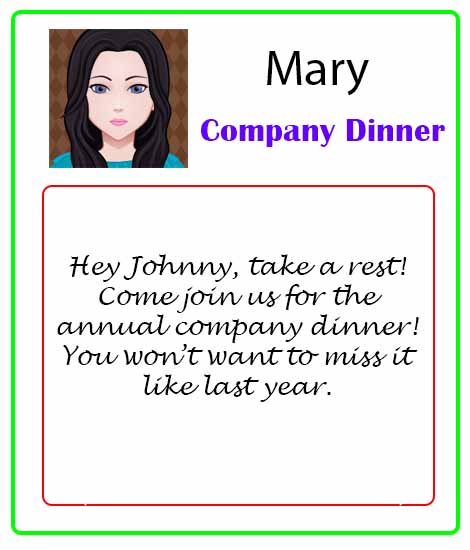 Mary
Company Dinner
Hey Johnny, take a rest!
Come join us for the
annual company dinner!
You won't want to miss it
like last year.